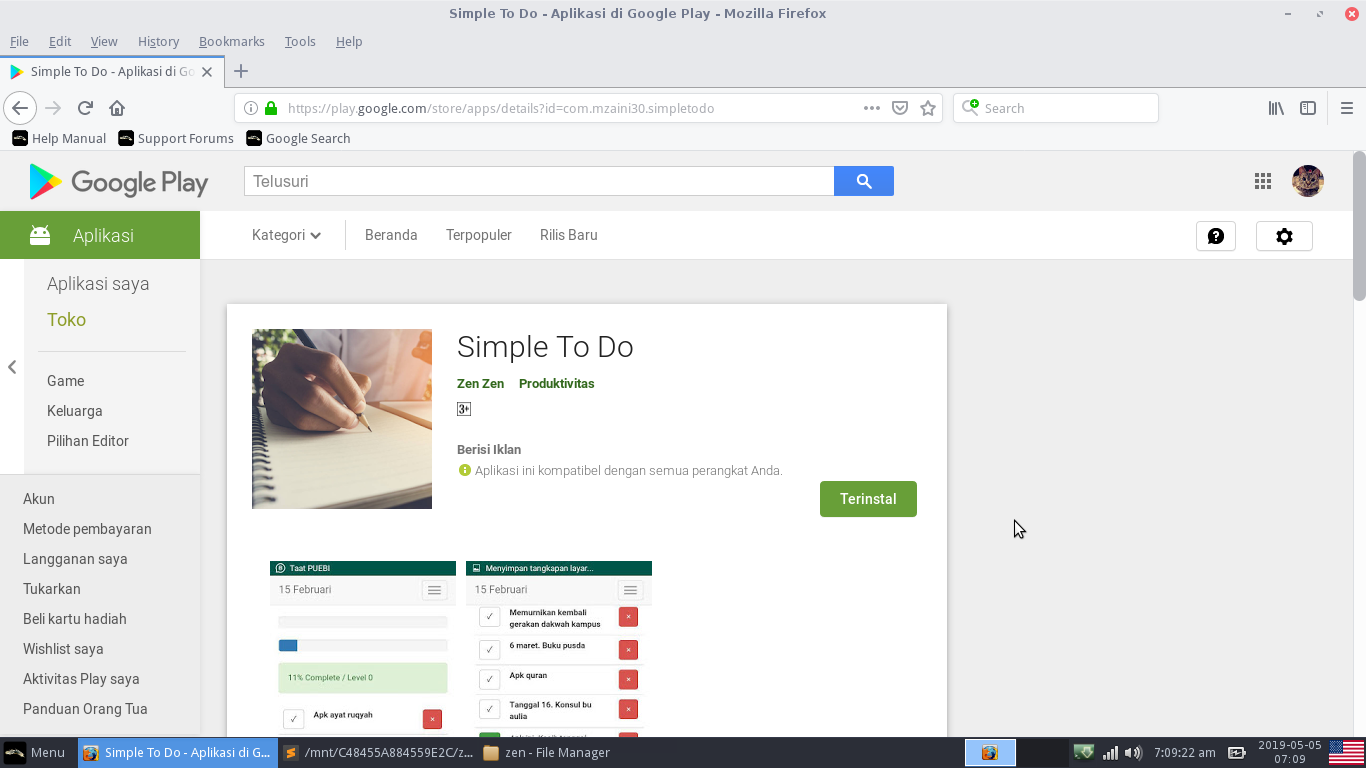 Simple To Do - Aplikasi di Google Play - Mozilla Firefox
File Edit View History Bookmarks Tools Help
Simple To Do - Aplikasi di Go
https://play.google.com/store/apps/details?id=com.mzaini30.simpletodo
Search
Help Manual Support Forums Google Search
Google Play
Telusuri
Aplikasi
Kategori Beranda Terpopuler Rilis Baru
Aplikasi saya
Toko
Game
Keluarga
Pilihan Editor
Akun
Metode pembayaran
Langganan saya
Tukarkan
Beli kartu hadiah
Wishlist saya
Aktivitas Play saya
Panduan Orang Tua
Simple To Do
Zen Zen Produktivitas
3+
Berisi Iklan
Aplikasi ini kompatibel dengan semua perangkat Anda.
Terinstal
Taat PUEBI
15 Februari
11% Complete / Level 0
Apk ayat ruqyah
Menyimpan tangkapan layar...
15 Februari
Memurnikan kembali
gerakan dakwah kampus
6 maret. Buku pusda
Apk quran
Tanggal 16. Konsul bu
aulia
Menu
Simple To Do - Aplikasi di G...
/mnt/C48455A884559E2C/z...
zen - File Manager
7:09:22 am
2019-05-05
07:09